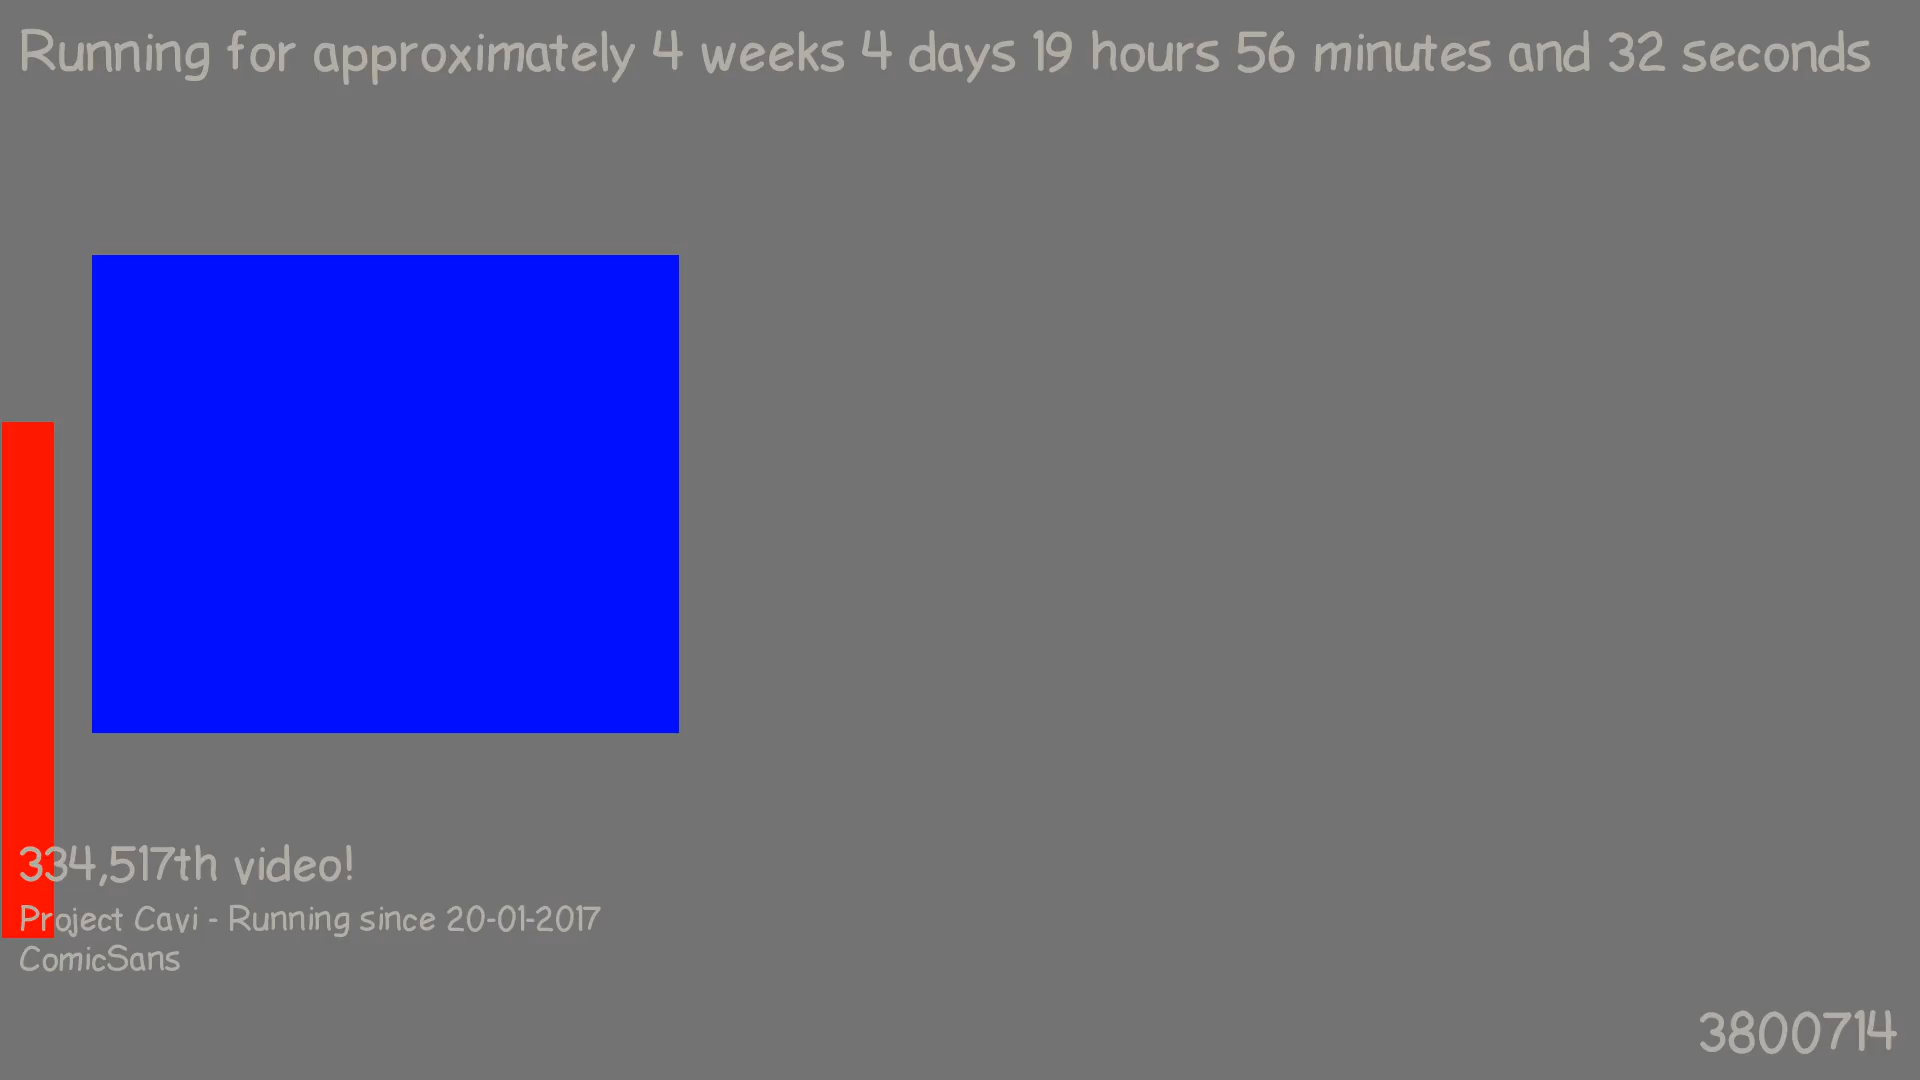 Running for approximately 4 weeks 4 days 19 hours 56 minutes and 32 seconds
334,517th video!
Project Cavi - Running since 20-01-2017
ComicSans
3800714